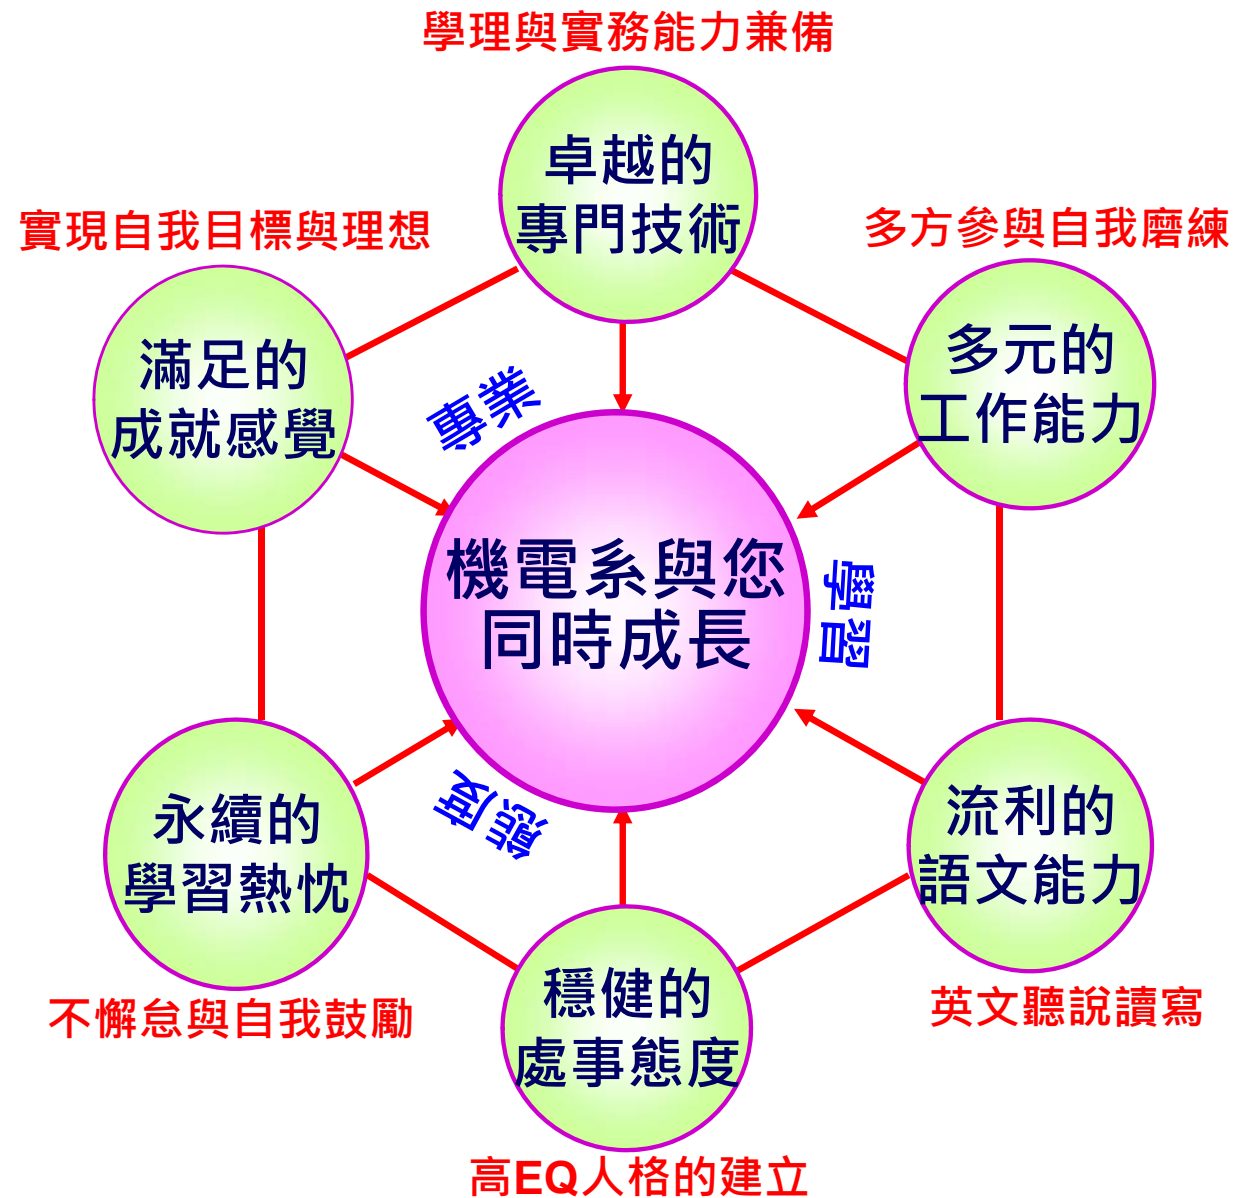 學理與實務能力兼備
卓越的
專門技術
實現自我目標與理想
多方參與自我磨練
滿足的
成就感覺
多元的
工作能力
專業
機電系與您
同時成長
學習
態度
永續的
學習熱忱
流利的
語文能力
不懈怠與自我鼓勵
英文聽說讀寫
穩健的
處事態度
高EQ人格的建立